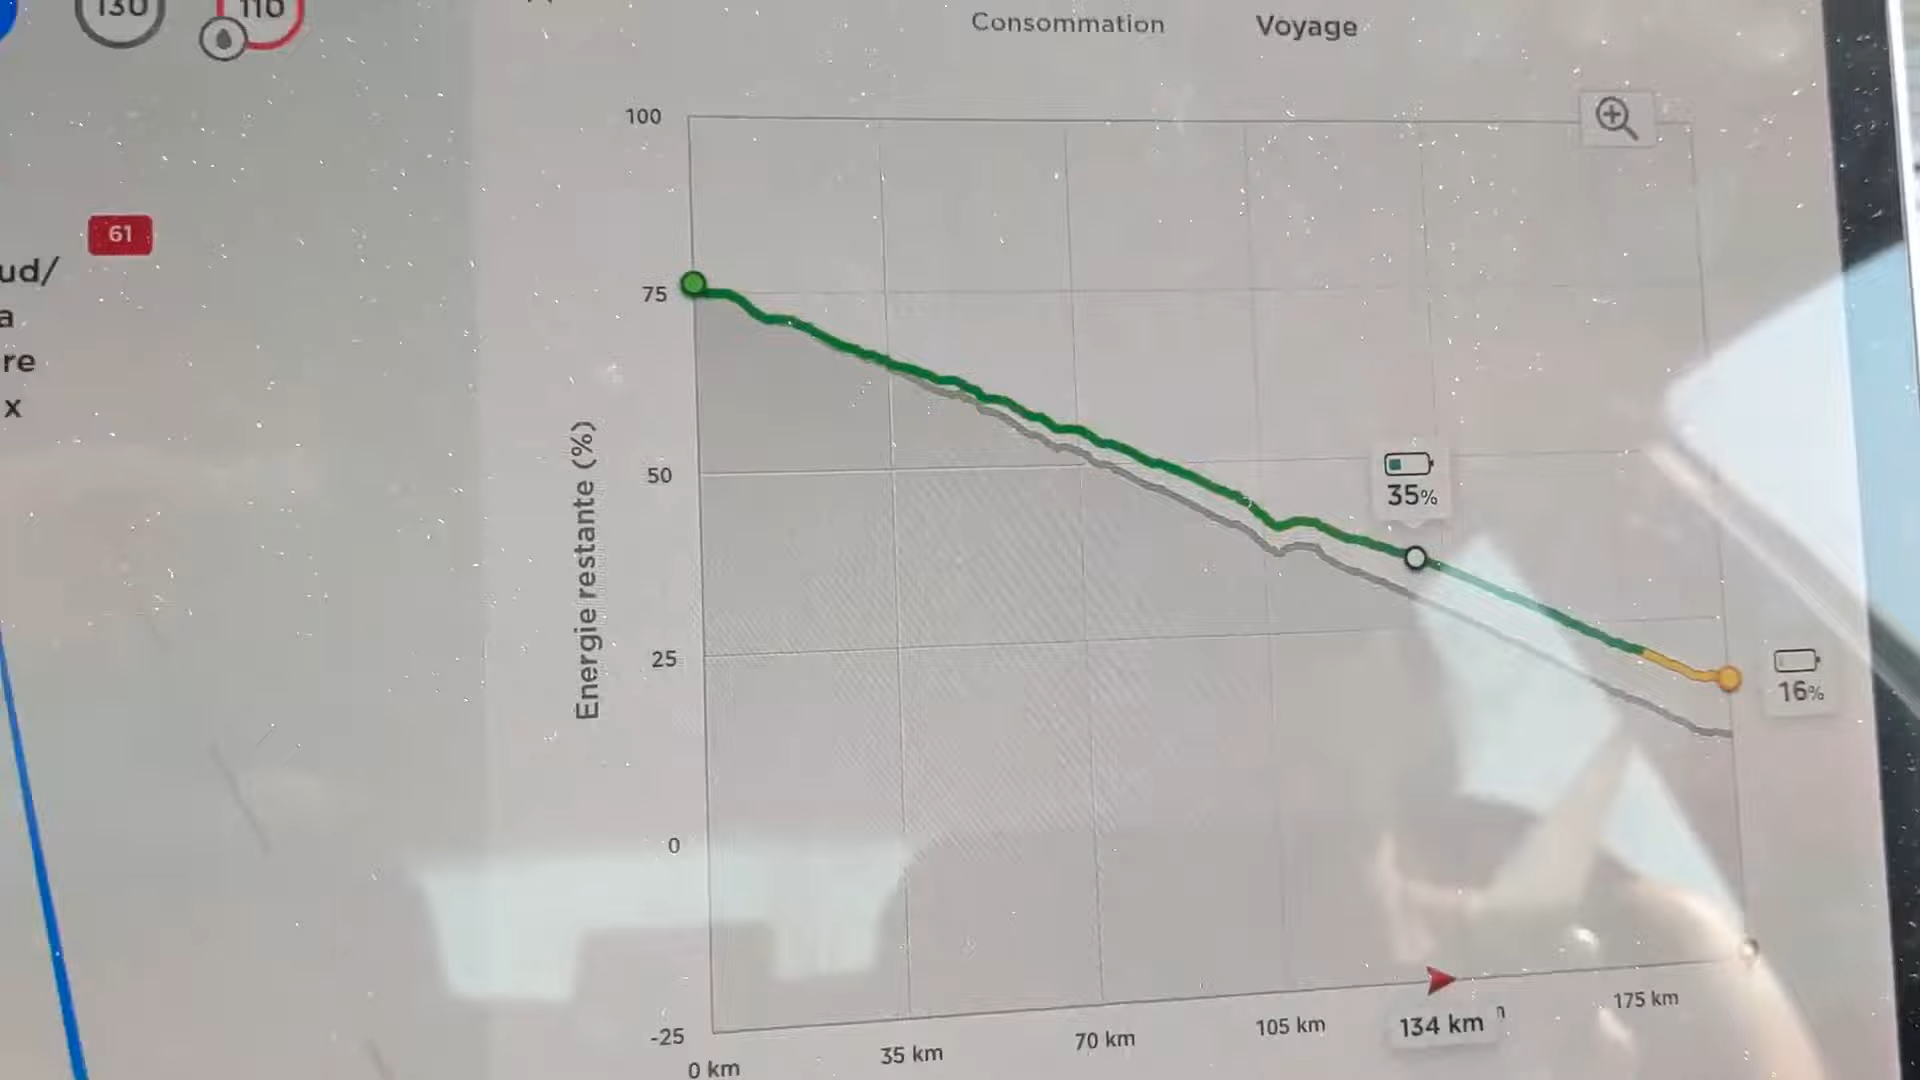 130
110
Consommation
Voyage
61
ud/
a
re
x
Energie restante (%)
100
75
50
25
0
-25
35%
16%
0 km
35 km
70 km
105 km
134 km
175 km